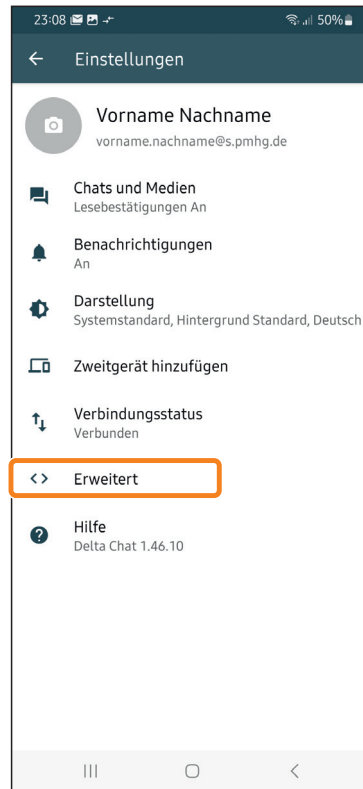 23:08 50%
Einstellungen
Vorname Nachname
vorname.nachname@s.pmhg.de
Chats und Medien
Lesebestätigungen An
Benachrichtigungen
An
Darstellung
Systemstandard, Hintergrund Standard, Deutsch
Zweitgerät hinzufügen
Verbindungsstatus
Verbunden
Erweitert
Hilfe
Delta Chat 1.46.10